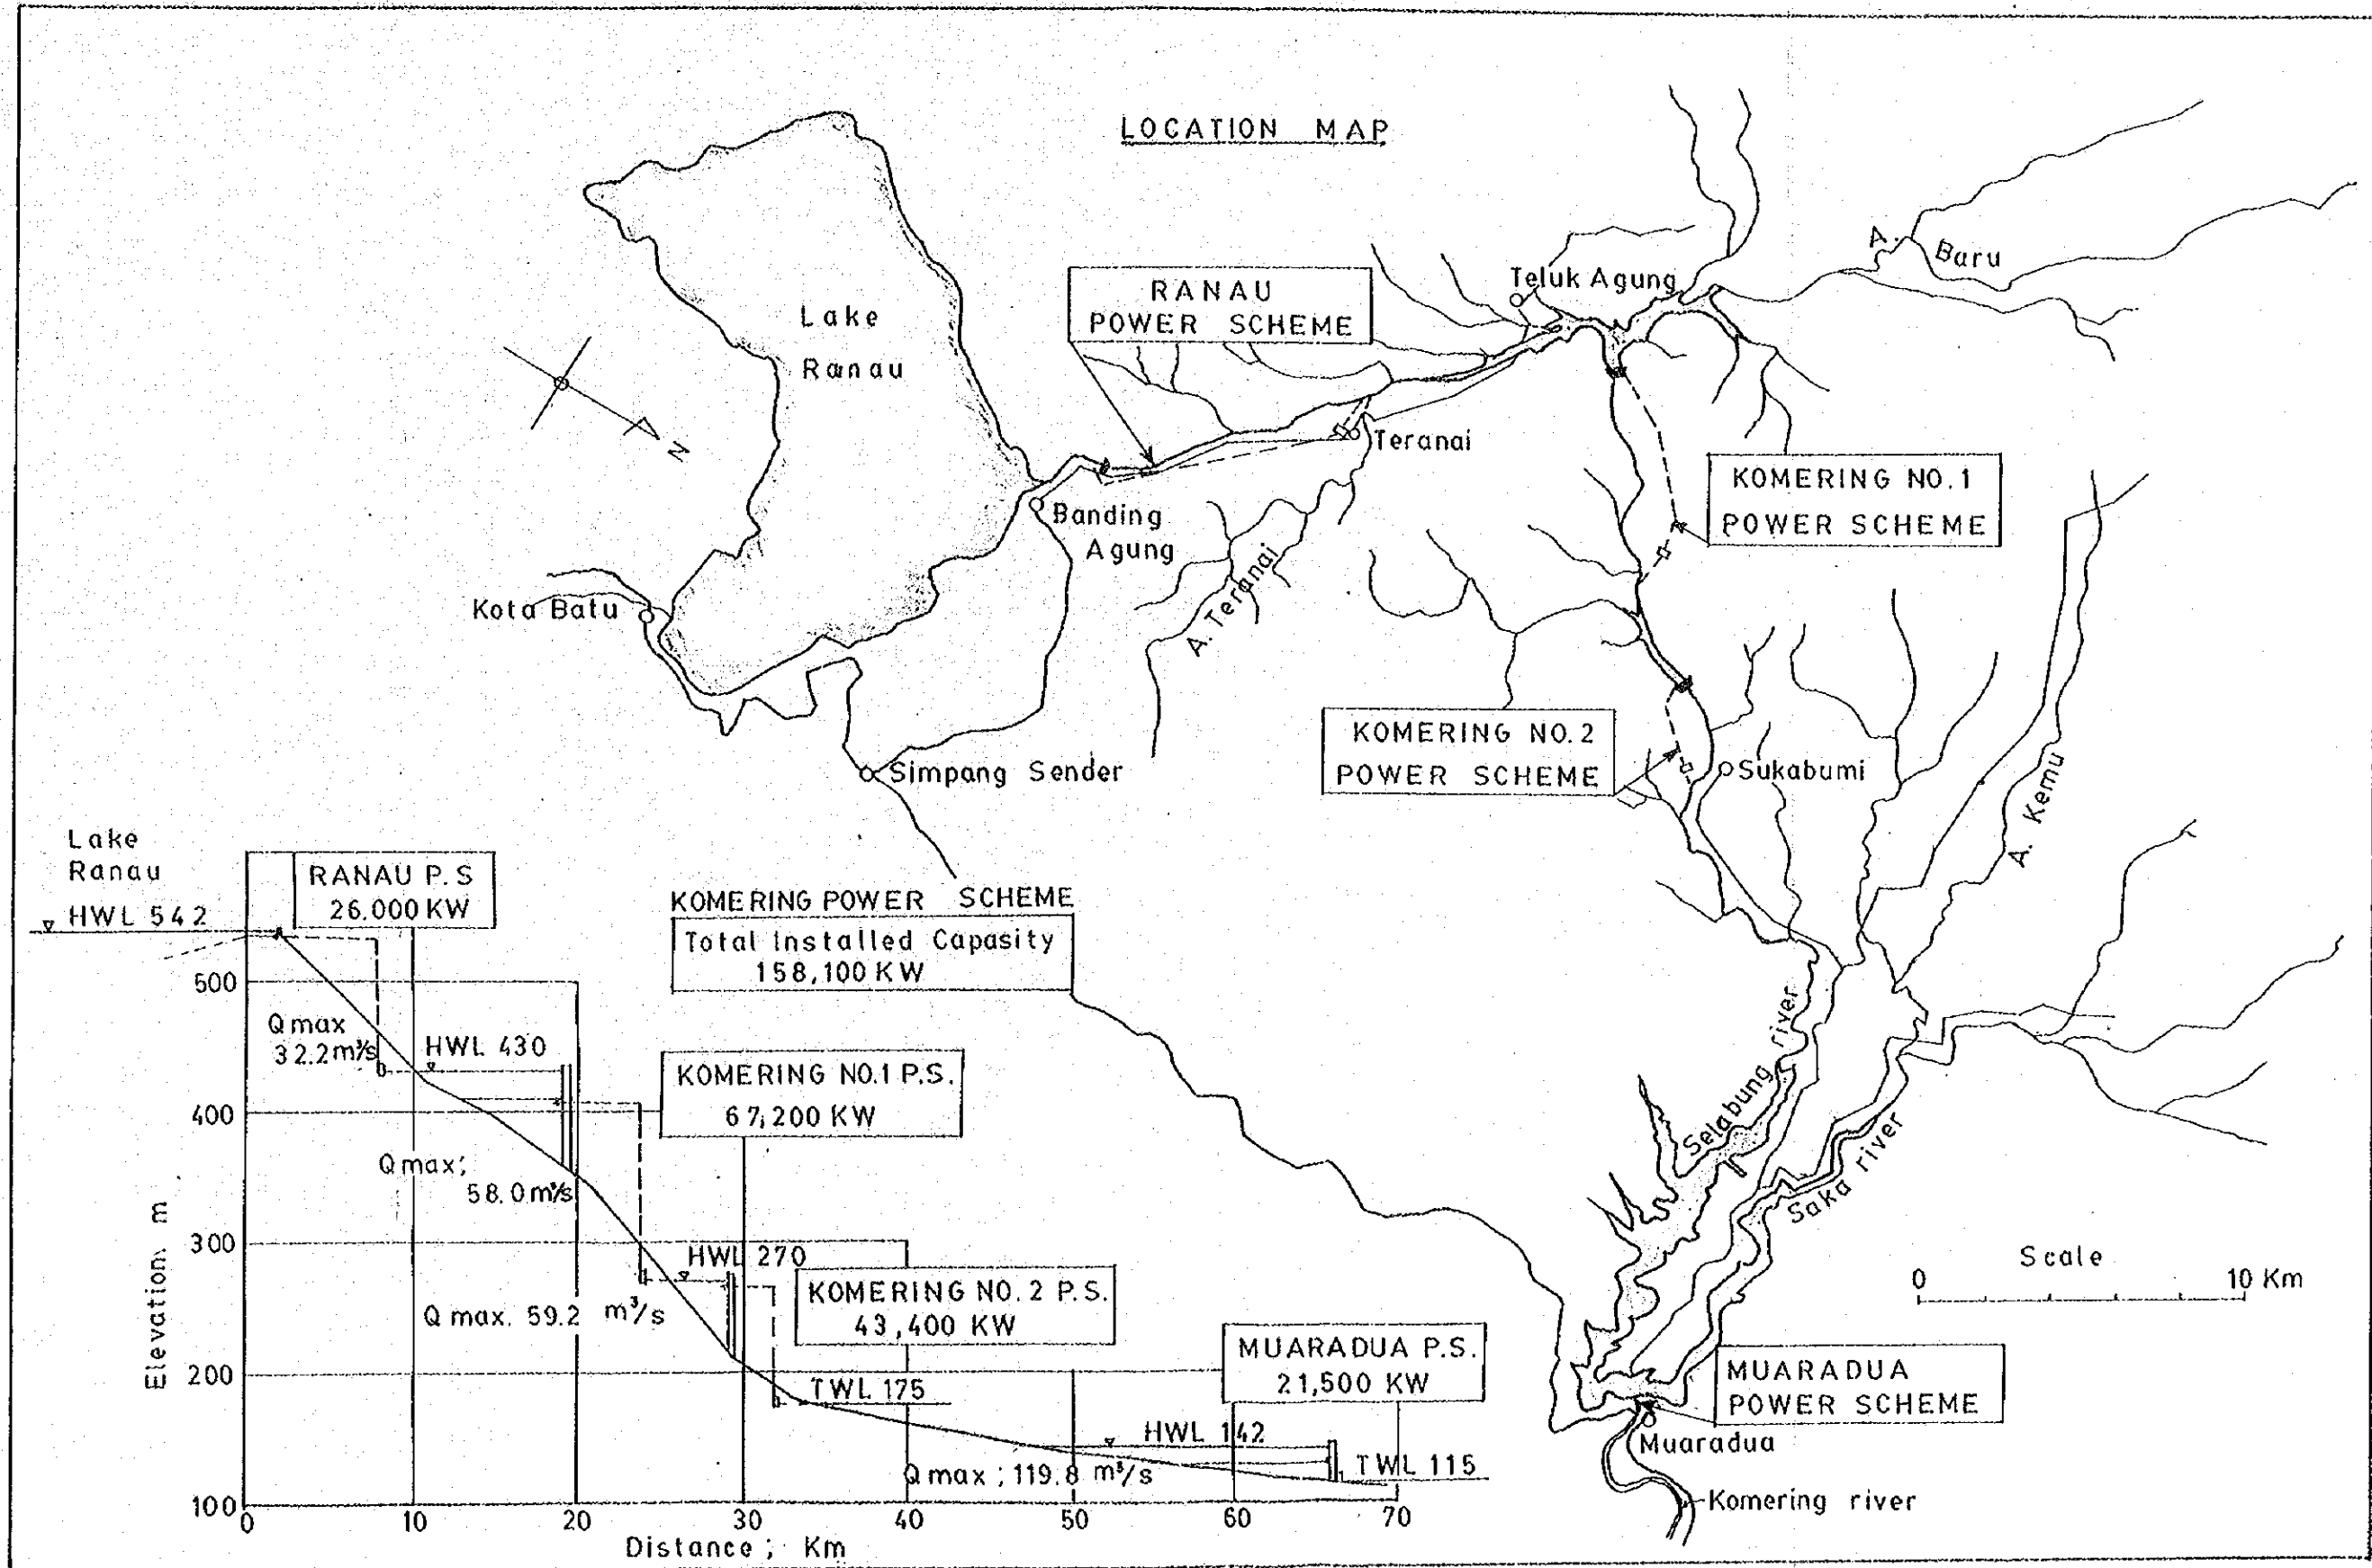 LOCATION MAP
Lake
Ranau
RANAU
POWER SCHEME
Teluk Agung
A. Baru
Teranai
N
Banding
Agung
KOMERING NO.1
POWER SCHEME
A. Teranai
Kota Batu
KOMERING NO.2
POWER SCHEME
Simpang Sender
Sukabumi
A. Kemu
Lake
Ranau
HWL 542
RANAU P.S
26.000 KW
KOMERING POWER SCHEME
Total Installed Capasity
158,100 KW
500
Qmax
32.2m³/s
HWL 430
KOMERING NO.1 P.S.
67,200 KW
400
Qmax;
58.0m³/s
Selabung river
Saka river
Elevation m
300
HWL 270
KOMERING NO. 2 P.S.
43,400 KW
Q max. 59.2 m³/s
Scale
0
10 Km
MUARADUA P.S.
21,500 KW
200
TWL 175
MUARADUA
POWER SCHEME
HWL 142
Qmax ; 119.8 m³/s
TWL 115
Muaradua
Komering river
100
0 10 20 30 40 50 60 70
Distance ; Km